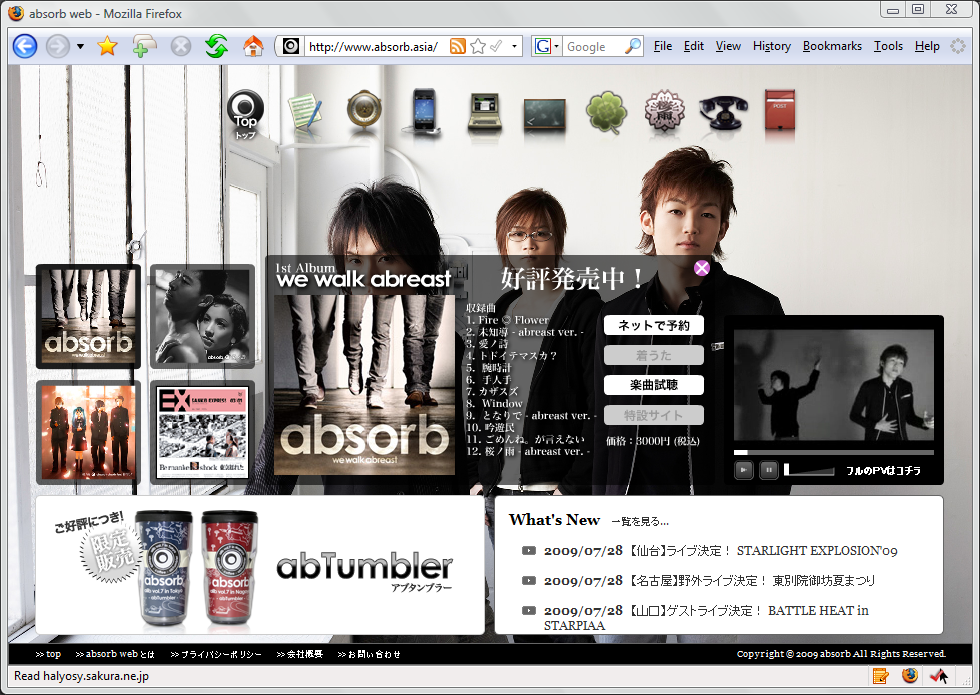 absorb web - Mozilla Firefox
http://www.absorb.asia/
G
Google
File Edit View History Bookmarks Tools Help
Top
トップ
POST
1st Album
we walk abreast
好評発売中！
収録曲
1. Fire ◎ Flower
2. 未知導 - abreast ver. -
3. 愛ノ詩
4. トドイテマスカ？
5. 腕時計
6. 手人手
7. カザスズ
8. Window
9. となりで - abreast ver. -
10. 吟遊民
11. ごめんね。が言えない
12. 桜ノ雨 - abreast ver. -
ネットで予約
着うた
楽曲試聴
特設サイト
価格：3000円 (税込)
absorb
we walk abreast
absorb
absorb
EX
フルのPVはコチラ
ご好評につき!
限定
販売
absorb
absorb
abTumbler
アブタンブラー
What's New 一覧を見る...
2009/07/28 【仙台】ライブ決定！ STARLIGHT EXPLOSION'09
2009/07/28 【名古屋】野外ライブ決定！ 東別院御坊夏まつり
2009/07/28 【山口】ゲストライブ決定！ BATTLE HEAT in
STARPIAA
>> top >> absorb webとは >> プライバシーポリシー >> 会社概要 >> お問い合わせ
Copyright © 2009 absorb All Rights Reserved.
Read halyosy.sakura.ne.jp